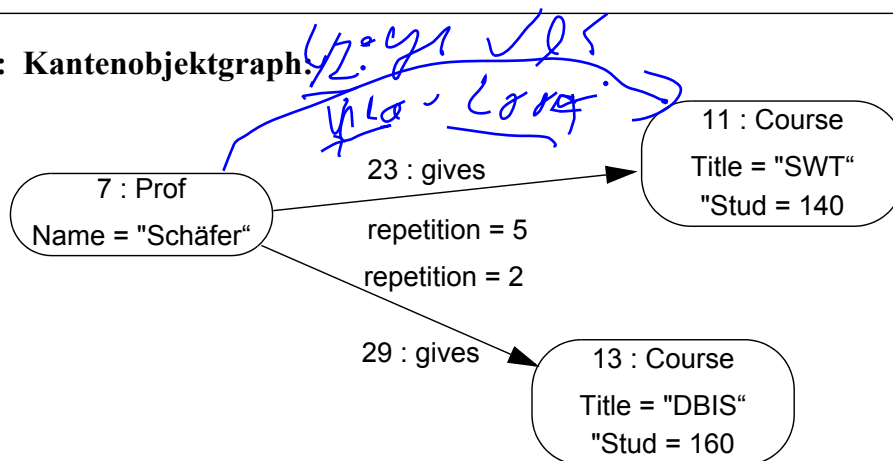 : Kantenobjektgraph:
11 : Course
Title = "SWT“
"Stud = 140
23 : gives
7 : Prof
Name = "Schäfer“
repetition = 5
repetition = 2
29 : gives
13 : Course
Title = "DBIS“
"Stud = 160